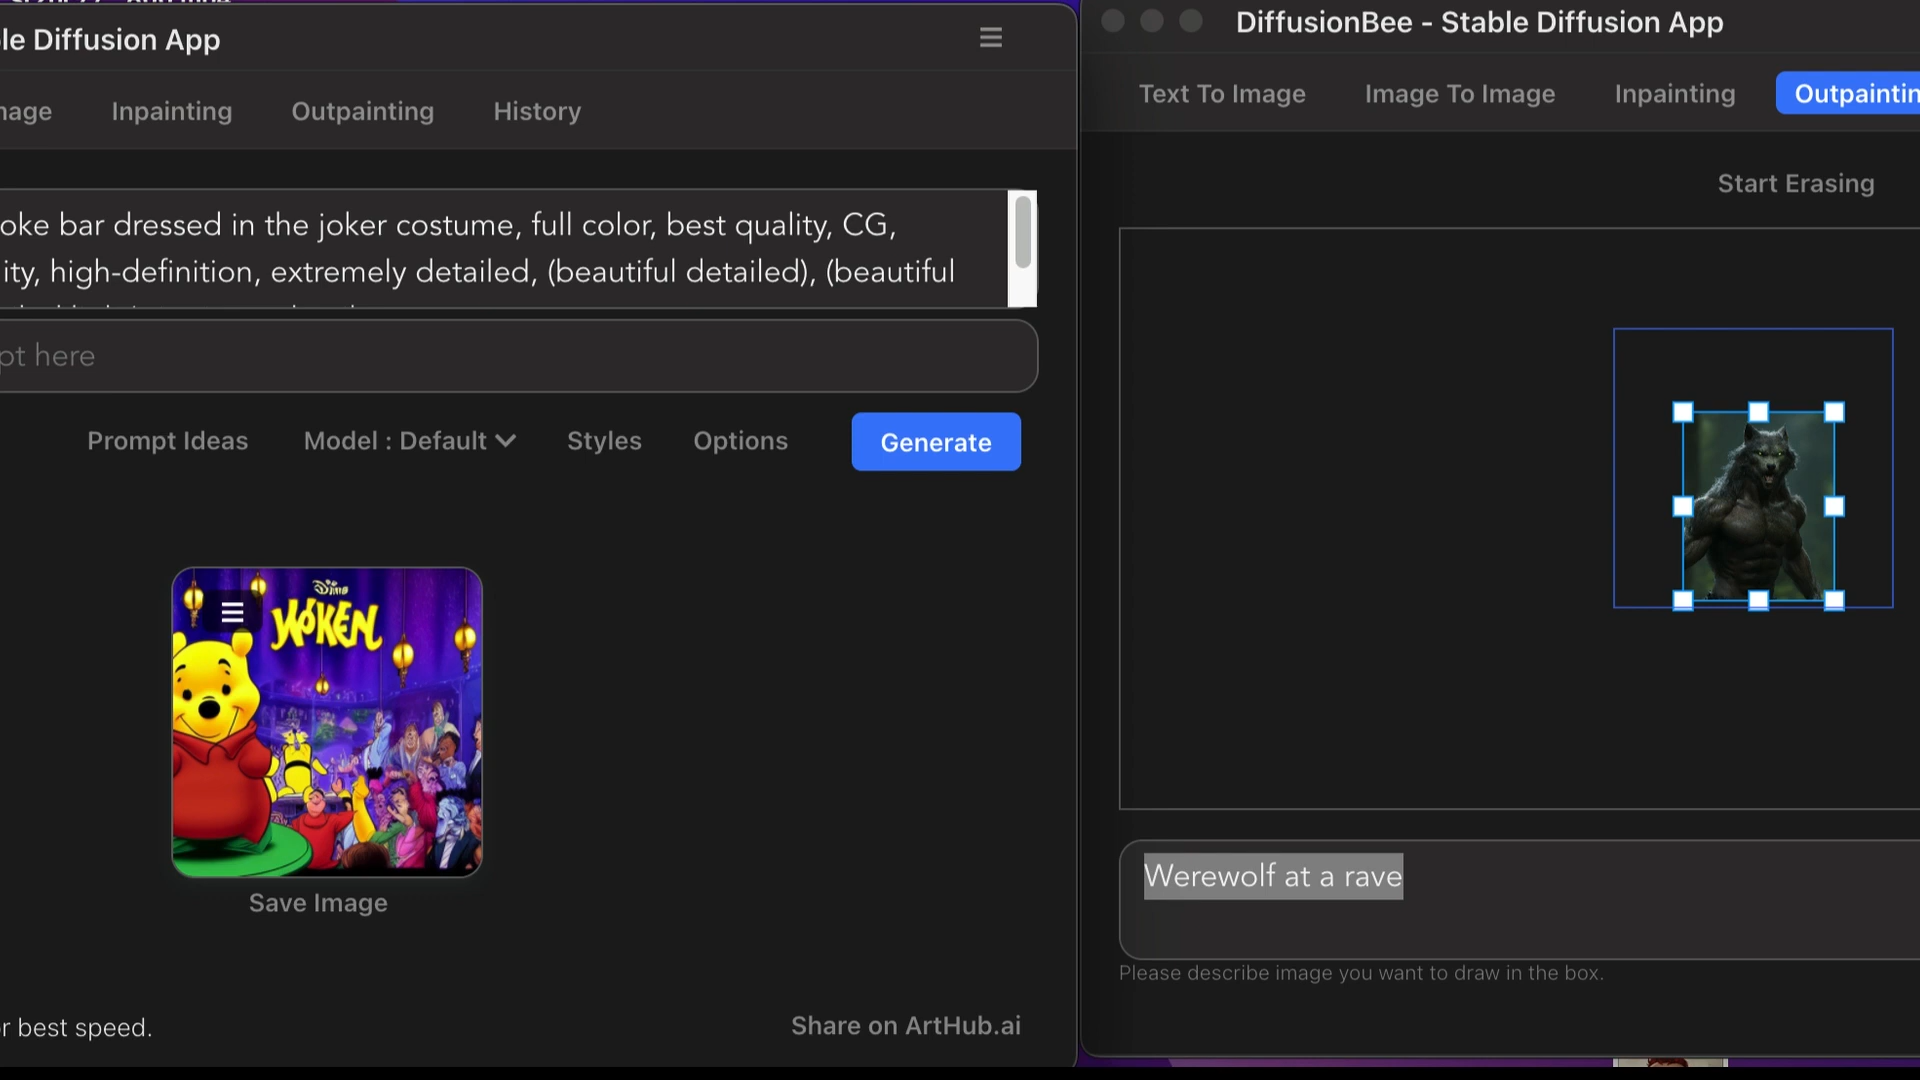 le Diffusion App
mage
Inpainting
Outpainting
History
oke bar dressed in the joker costume, full color, best quality, CG,
ity, high-definition, extremely detailed, (beautiful detailed), (beautiful
pt here
Prompt Ideas
Model : Default
Styles
Options
Generate
YOKEN
Save Image
r best speed.
Share on ArtHub.ai
DiffusionBee - Stable Diffusion App
Text To Image
Image To Image
Inpainting
Outpaintin
Start Erasing
Werewolf at a rave
Please describe image you want to draw in the box.